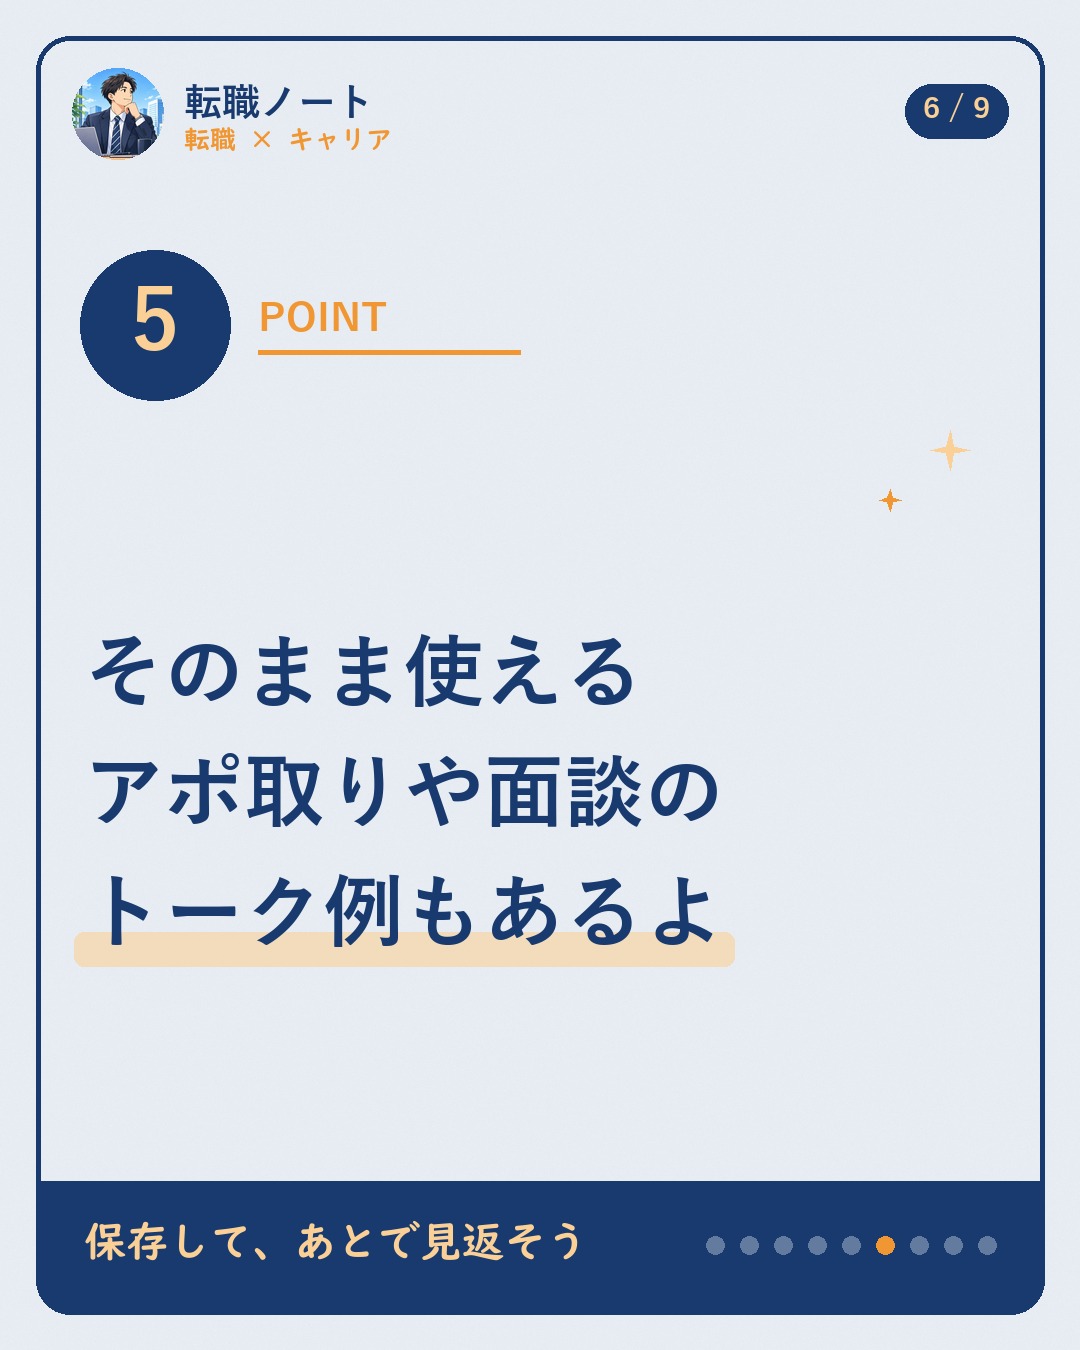 転職ノート
転職 × キャリア
6 / 9
5
POINT
そのまま使える
アポ取りや面談の
トーク例もあるよ
保存して、あとで見返そう